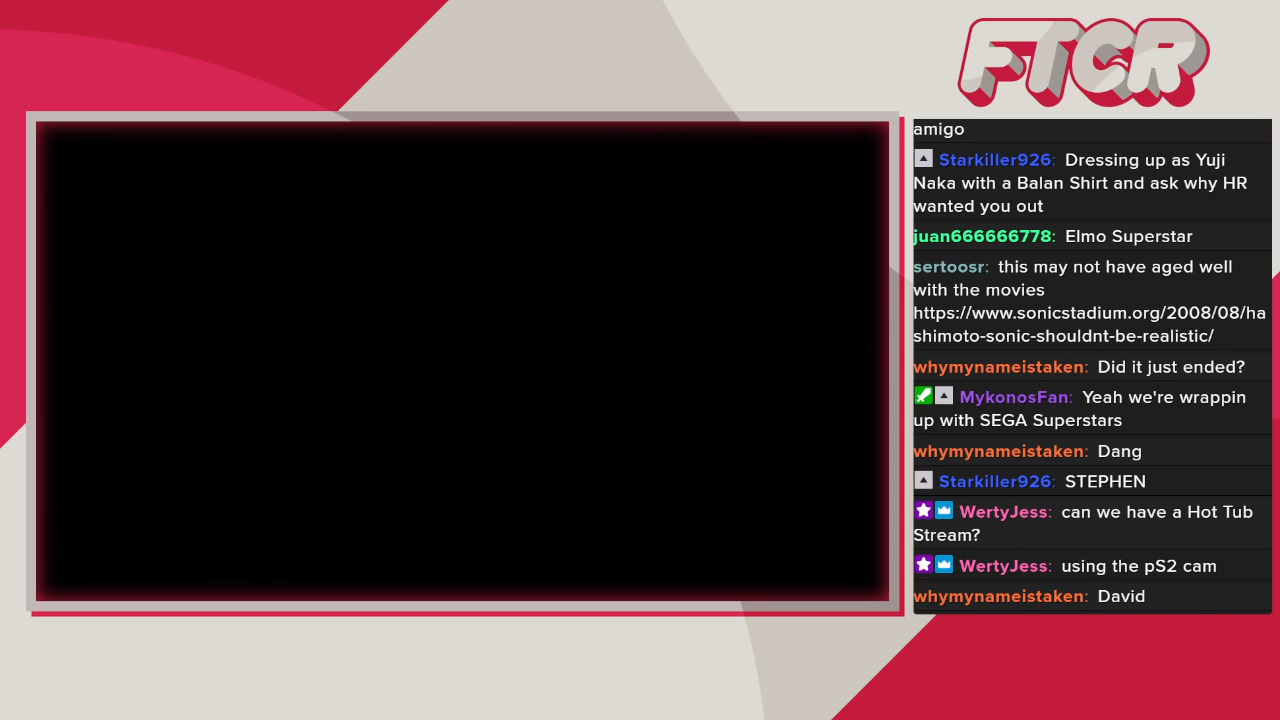 FTCR
amigo
Starkiller926: Dressing up as Yuji
Naka with a Balan Shirt and ask why HR
wanted you out
juan666666778: Elmo Superstar
sertoosr: this may not have aged well
with the movies
https://www.sonicstadium.org/2008/08/ha
shimoto-sonic-shouldnt-be-realistic/
whymynameistaken: Did it just ended?
MykonosFan: Yeah we're wrappin
up with SEGA Superstars
whymynameistaken: Dang
Starkiller926: STEPHEN
WertyJess: can we have a Hot Tub
Stream?
WertyJess: using the pS2 cam
whymynameistaken: David